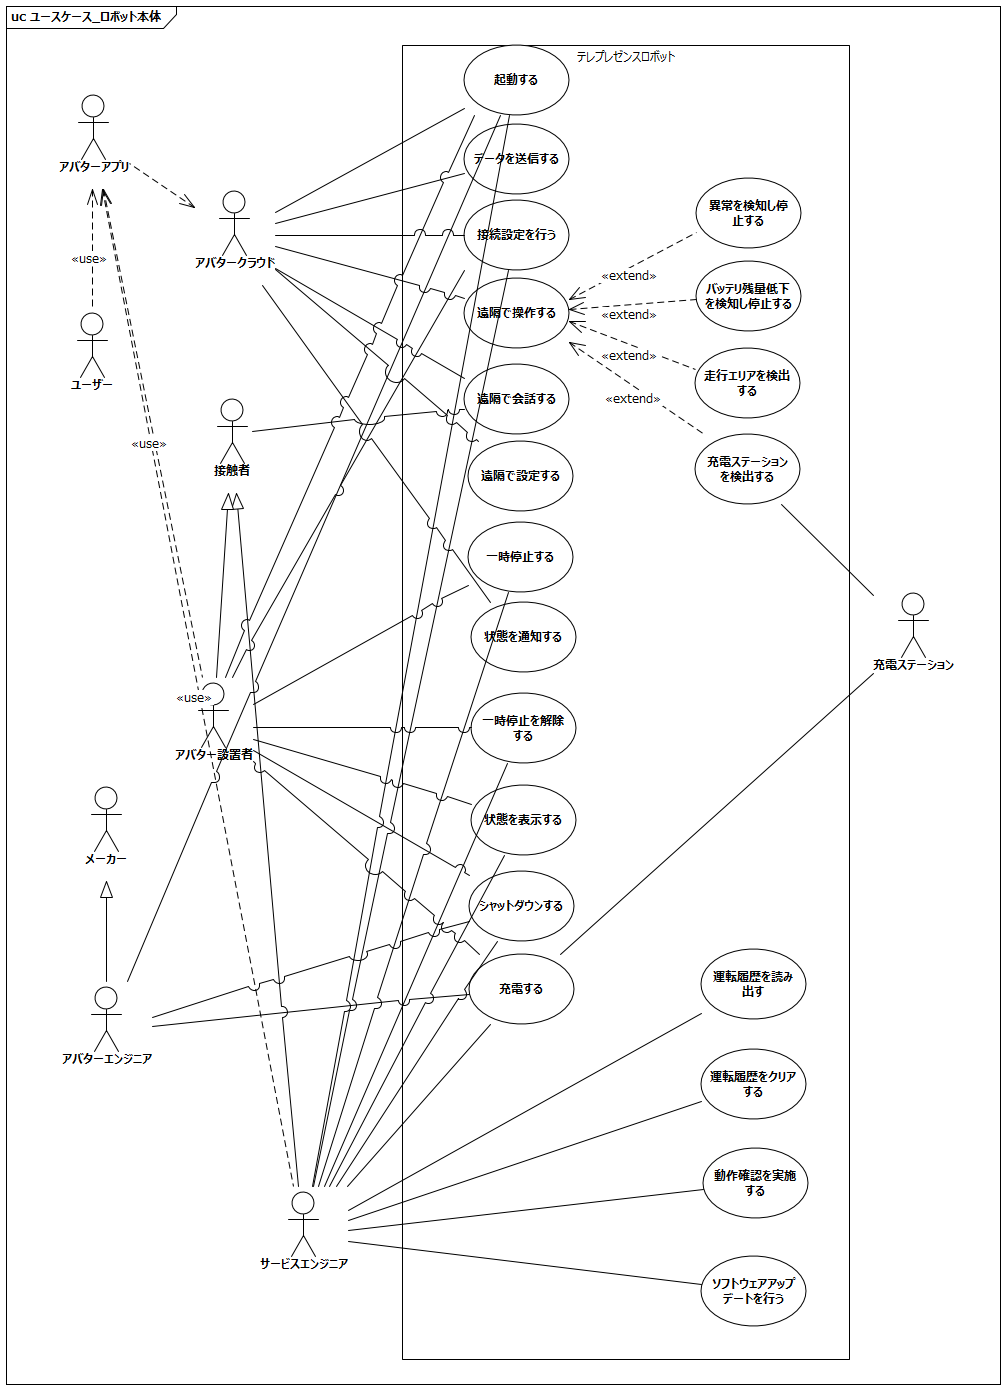 uc ユースケース_ロボット本体
テレプレゼンスロボット
起動する
アバターアプリ
データを送信する
異常を検知し停
止する
接続設定を行う
アバタークラウド
«use»
«extend»
バッテリ残量低下
を検知し停止する
遠隔で操作する
«extend»
«extend»
ユーザー
走行エリアを検出
する
遠隔で会話する
«extend»
«use»
接触者
充電ステーション
を検出する
遠隔で設定する
一時停止する
状態を通知する
充電ステーション
«use»
一時停止を解除
する
アバター設置者
状態を表示する
メーカー
シャットダウンする
充電する
運転履歴を読み
出す
アバターエンジニア
運転履歴をクリア
する
動作確認を実施
する
サービスエンジニア
ソフトウェアアップ
デートを行う